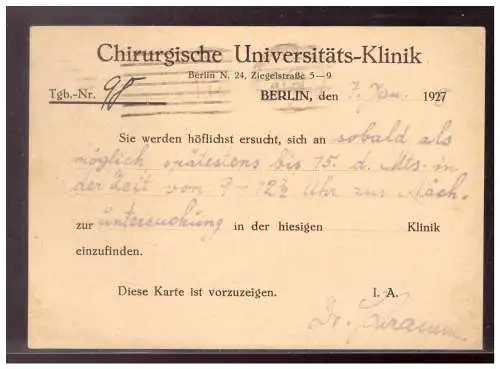 Chirurgische Universitäts-Klinik
Berlin N. 24, Ziegelstraße 5—9
Tgb.-Nr. 98 BERLIN, den 7. Jan. 1927
Sie werden höflichst ersucht, sich an sobald als
möglich spätestens bis 15. d. Mts. in
der Zeit von 9-12½ Uhr zur Nach-
zur untersuchung in der hiesigen Klinik
einzufinden.
Diese Karte ist vorzuzeigen. I. A.
Dr.